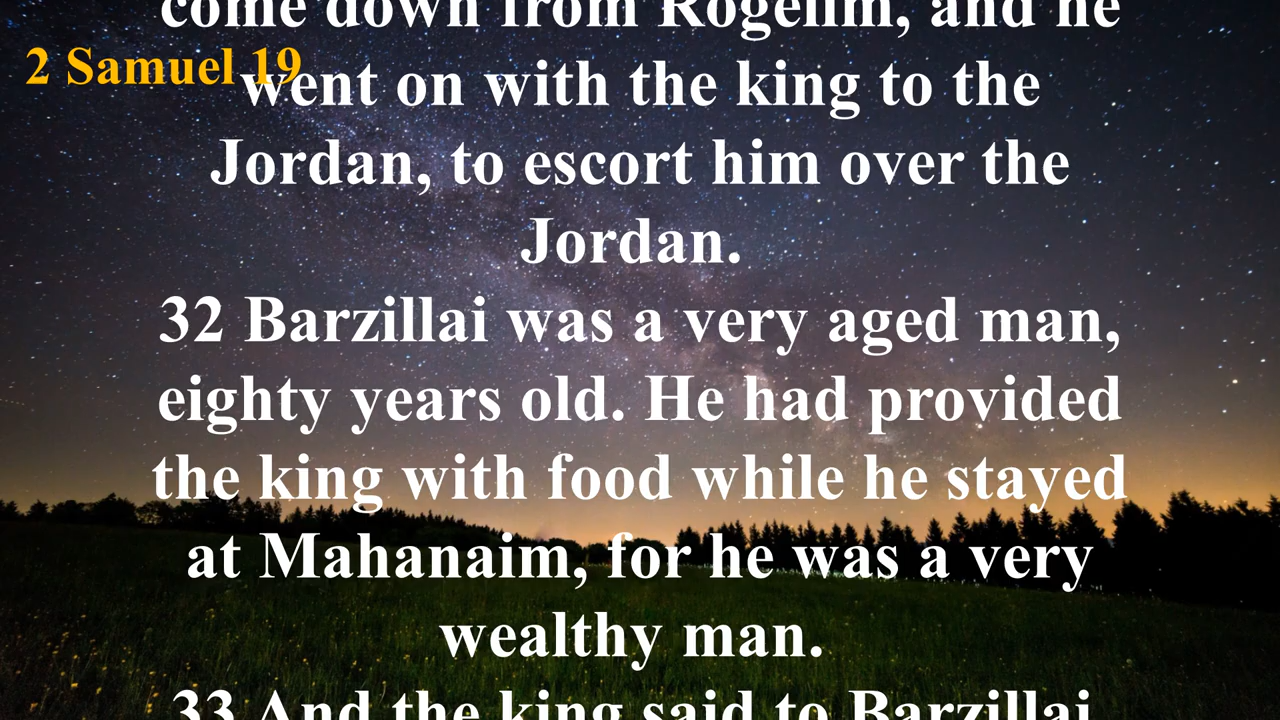 come down from Rogelim, and he
2 Samuel 19
went on with the king to the
Jordan, to escort him over the
Jordan.
32 Barzillai was a very aged man,
eighty years old. He had provided
the king with food while he stayed
at Mahanaim, for he was a very
wealthy man.
33 And the king said to Barzillai,